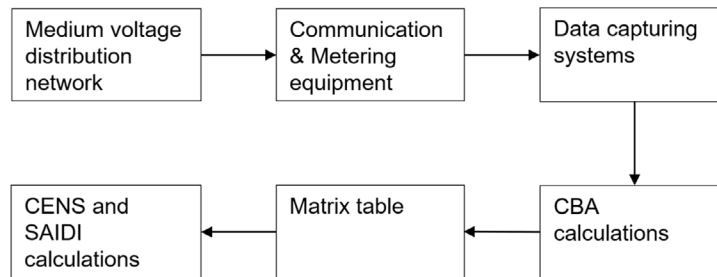 Medium voltage
distribution
network
Communication
& Metering
equipment
Data capturing
systems
CENS and
SAIDI
calculations
Matrix table
CBA
calculations